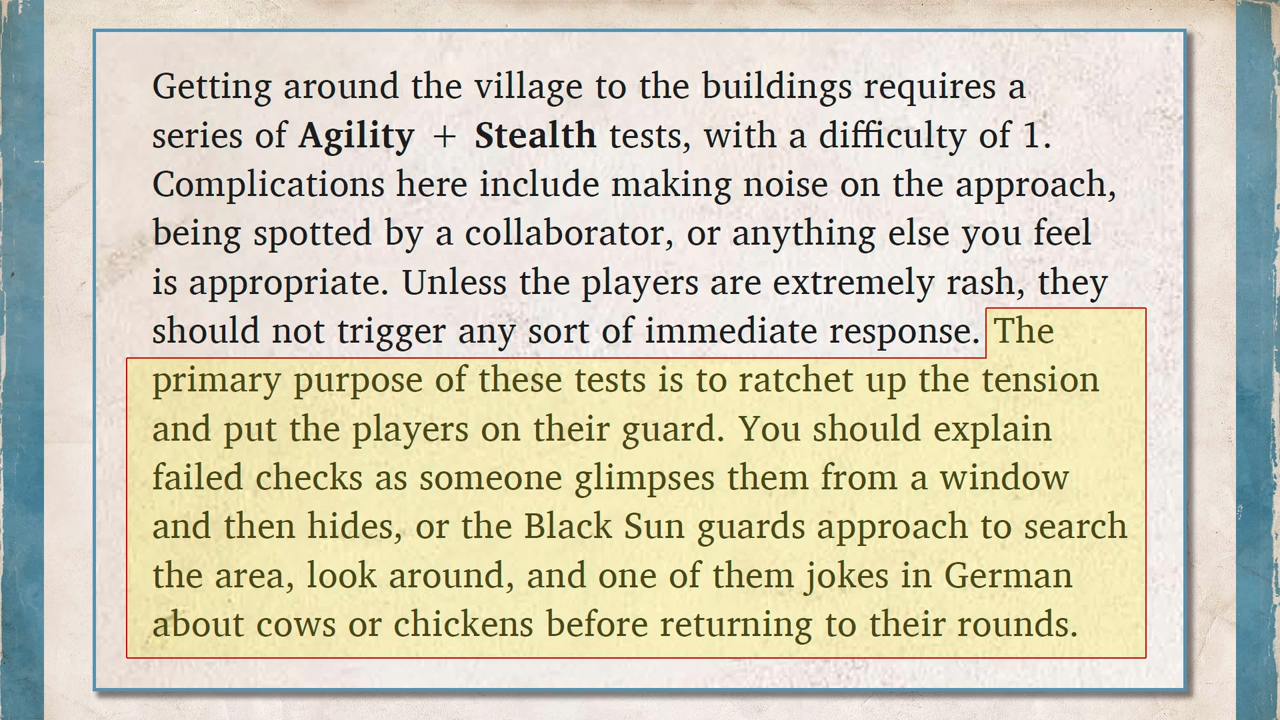 Getting around the village to the buildings requires a
series of Agility + Stealth tests, with a difficulty of 1.
Complications here include making noise on the approach,
being spotted by a collaborator, or anything else you feel
is appropriate. Unless the players are extremely rash, they
should not trigger any sort of immediate response. The
primary purpose of these tests is to ratchet up the tension
and put the players on their guard. You should explain
failed checks as someone glimpses them from a window
and then hides, or the Black Sun guards approach to search
the area, look around, and one of them jokes in German
about cows or chickens before returning to their rounds.